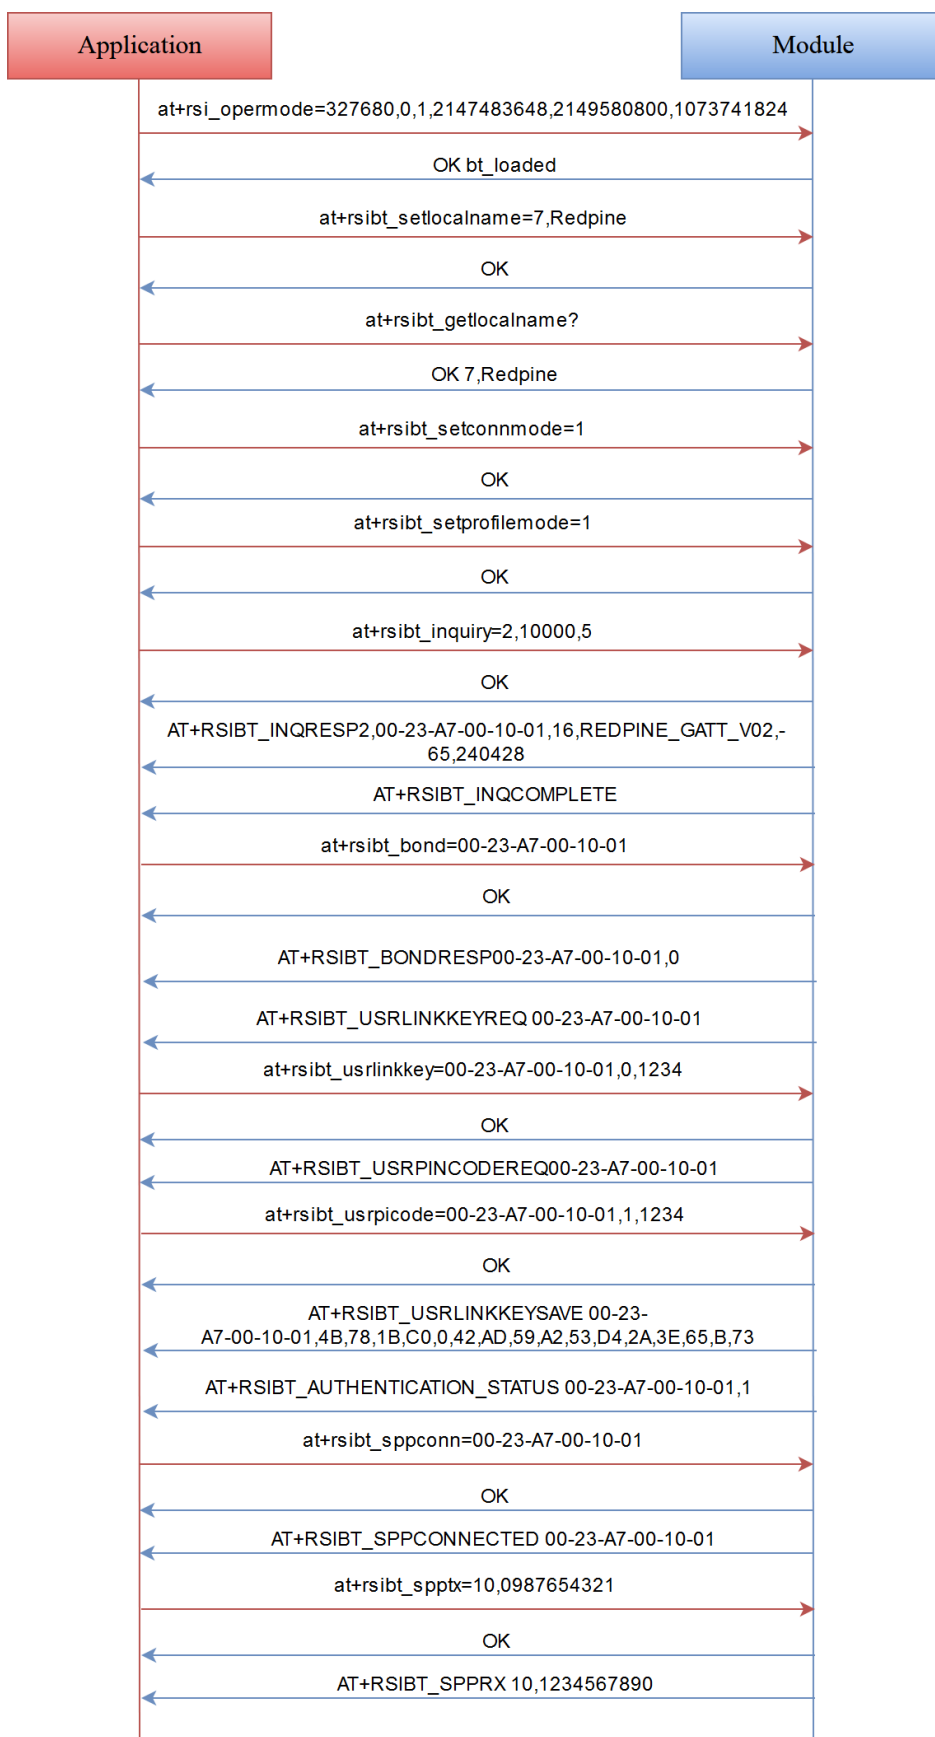 Application
Module
at+rsi_opermode=327680,0,1,2147483648,2149580800,1073741824
OK bt_loaded
at+rsibt_setlocalname=7,Redpine
OK
at+rsibt_getlocalname?
OK 7,Redpine
at+rsibt_setconnmode=1
OK
at+rsibt_setprofilemode=1
OK
at+rsibt_inquiry=2,10000,5
OK
AT+RSIBT_INQRESP2,00-23-A7-00-10-01,16,REDPINE_GATT_V02,-
65,240428
AT+RSIBT_INQCOMPLETE
at+rsibt_bond=00-23-A7-00-10-01
OK
AT+RSIBT_BONDRESP00-23-A7-00-10-01,0
AT+RSIBT_USRLINKKEYREQ 00-23-A7-00-10-01
at+rsibt_usrlinkkey=00-23-A7-00-10-01,0,1234
OK
AT+RSIBT_USRPINCODEREQ00-23-A7-00-10-01
at+rsibt_usrpicode=00-23-A7-00-10-01,1,1234
OK
AT+RSIBT_USRLINKKEYSAVE 00-23-
A7-00-10-01,4B,78,1B,C0,0,42,AD,59,A2,53,D4,2A,3E,65,B,73
AT+RSIBT_AUTHENTICATION_STATUS 00-23-A7-00-10-01,1
at+rsibt_sppconn=00-23-A7-00-10-01
OK
AT+RSIBT_SPPCONNECTED 00-23-A7-00-10-01
at+rsibt_spptx=10,0987654321
OK
AT+RSIBT_SPPRX 10,1234567890